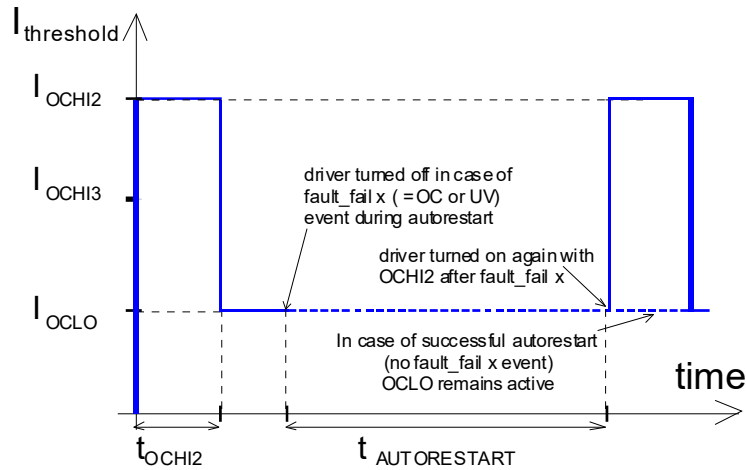 I threshold
I OCHI2
I OCHI3
driver turned off in case of
fault_fail x ( =OC or UV)
event during autorestart
driver turned on again with
OCHI2 after fault_fail x
I OCLO
In case of successful autorestart
(no fault_fail x event)
OCLO remains active
time
tOCHI2
t AUTORESTART